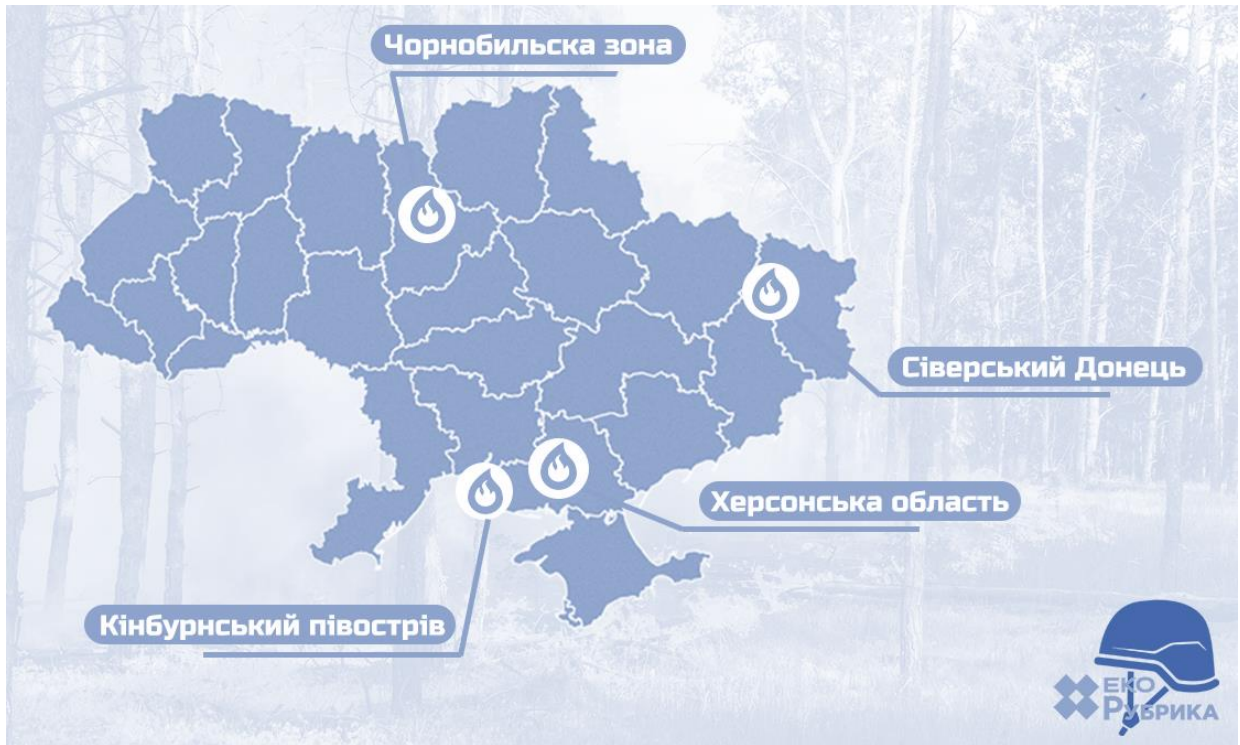 Чорнобильска зона
Сіверський Донець
Херсонська область
Кінбурнський півострів
ЕКО
РУБРИКА